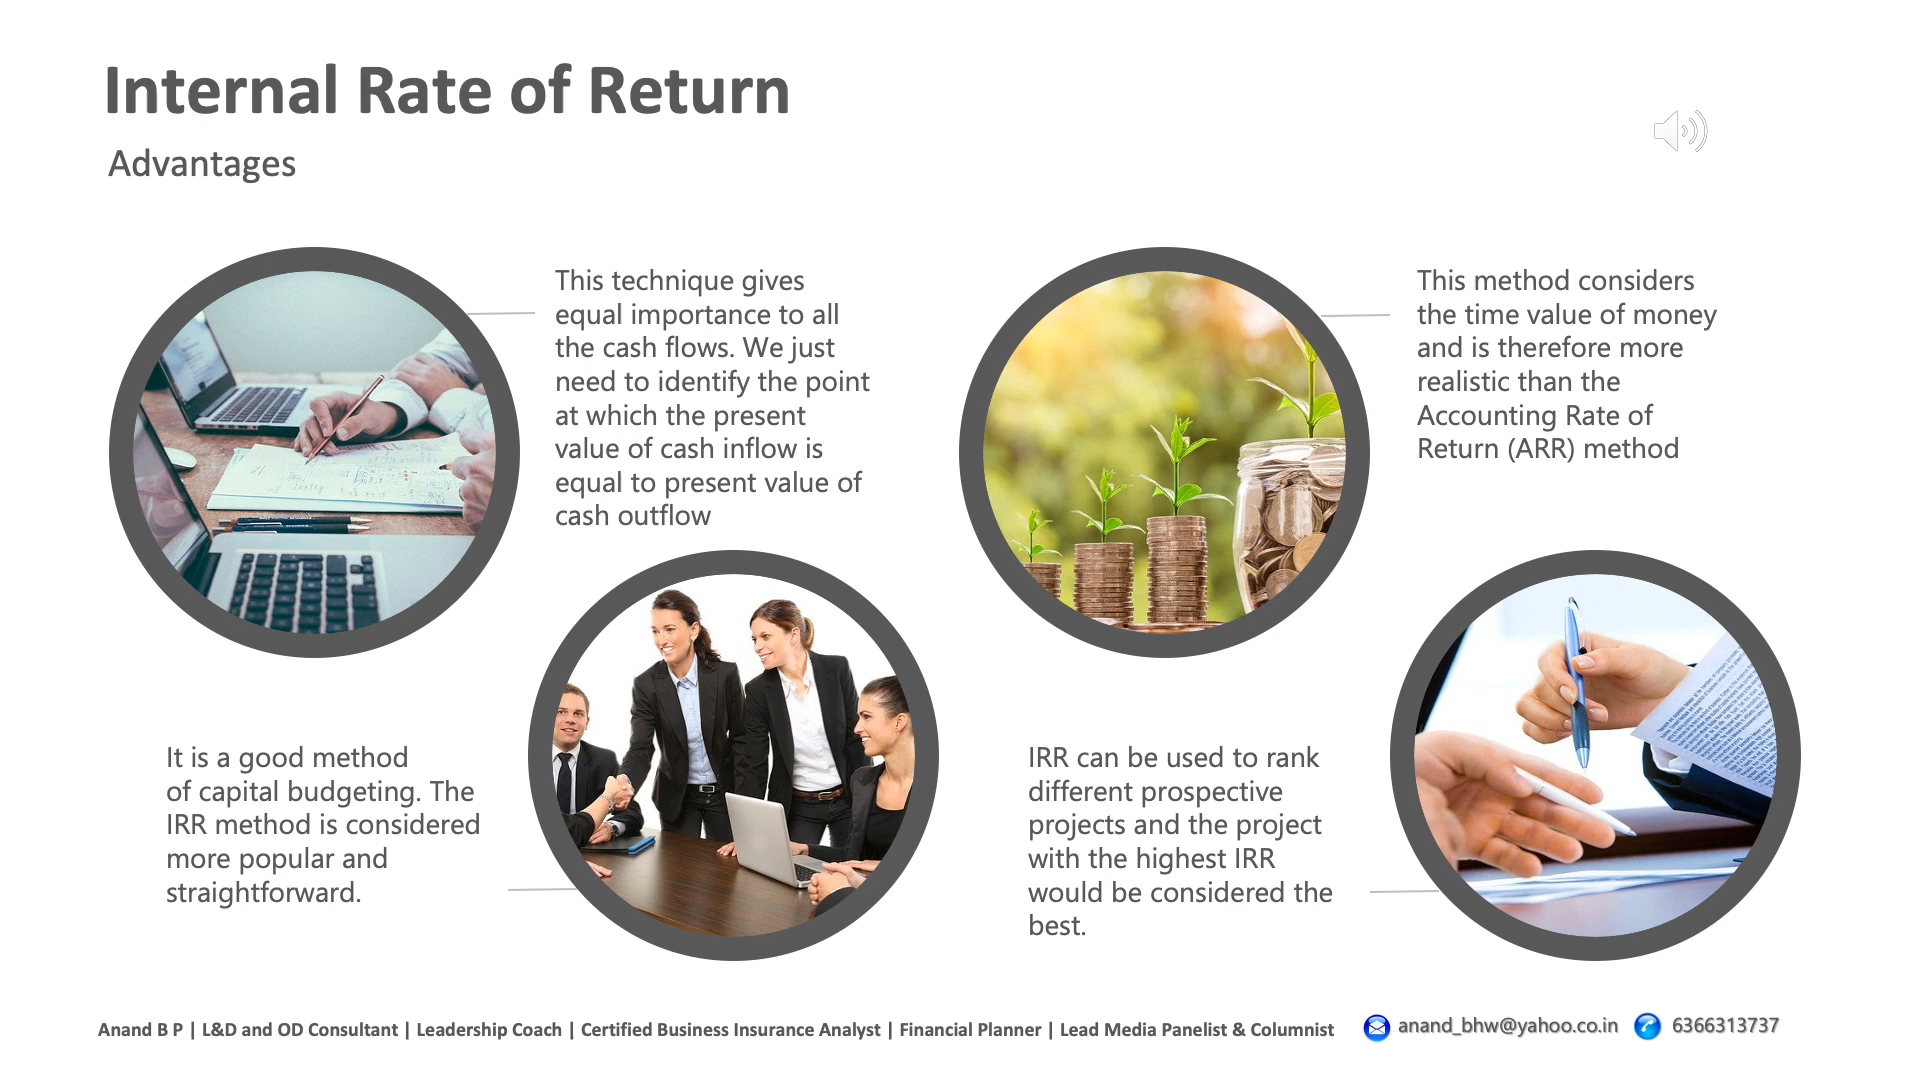 Internal Rate of Return
Advantages
This technique gives
equal importance to all
the cash flows. We just
need to identify the point
at which the present
value of cash inflow is
equal to present value of
cash outflow
This method considers
the time value of money
and is therefore more
realistic than the
Accounting Rate of
Return (ARR) method
It is a good method
of capital budgeting. The
IRR method is considered
more popular and
straightforward.
IRR can be used to rank
different prospective
projects and the project
with the highest IRR
would be considered the
best.
Anand B P | L&D and OD Consultant | Leadership Coach | Certified Business Insurance Analyst | Financial Planner | Lead Media Panelist & Columnist
anand_bhw@yahoo.co.in
6366313737